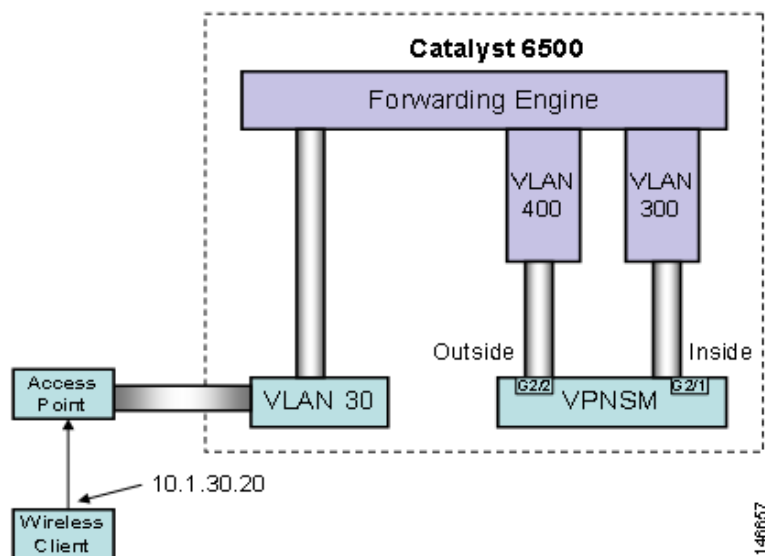 Catalyst 6500
Forwarding Engine
VLAN
400
VLAN
300
Outside
Inside
Access
Point
VLAN 30
G2/2
G2/1
VPNSM
10.1.30.20
Wireless
Client
146657